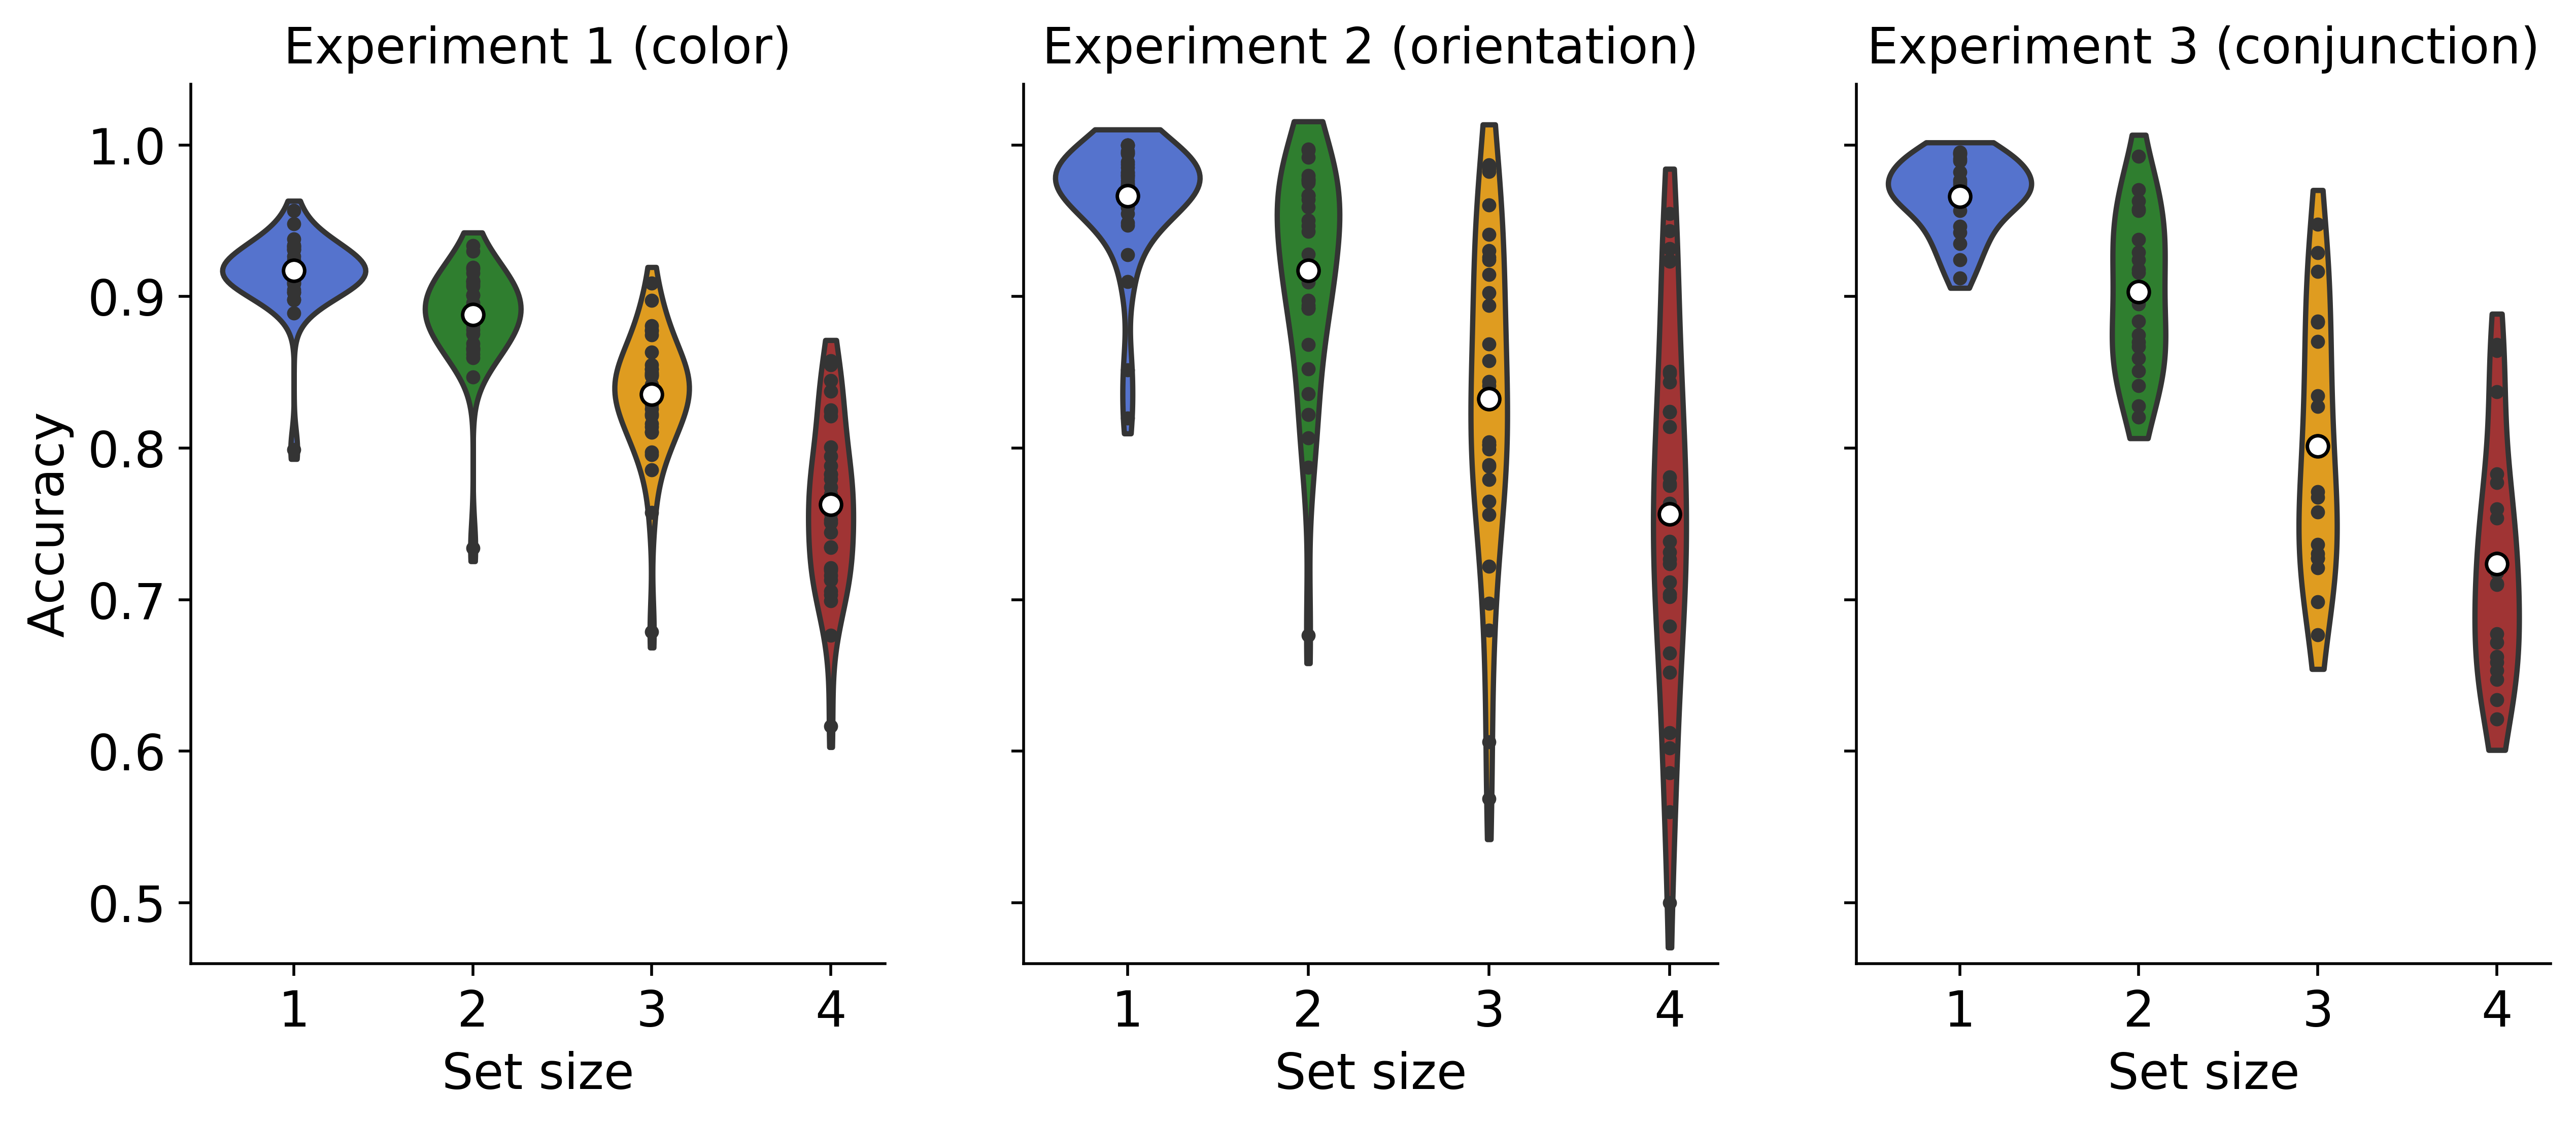 Experiment 1 (color)
Experiment 2 (orientation)
Experiment 3 (conjunction)
Accuracy
1.0
0.9
0.8
0.7
0.6
0.5
1 2 3 4
1 2 3 4
1 2 3 4
Set size
Set size
Set size